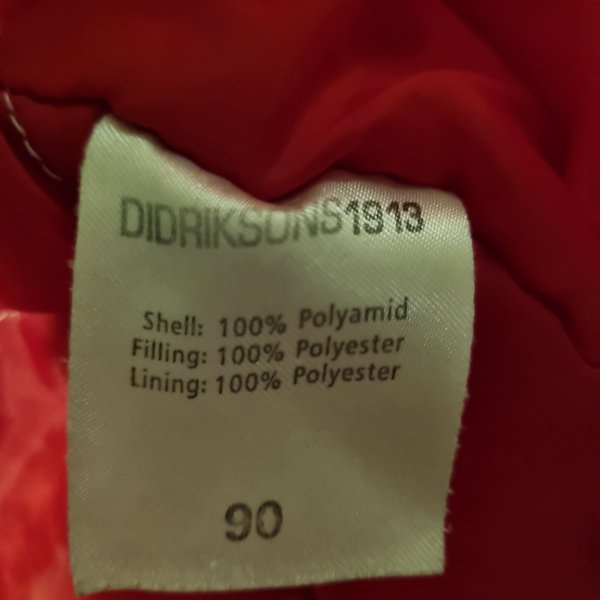 DIDRIKSONS1913
Shell: 100% Polyamid
Filling: 100% Polyester
Lining: 100% Polyester
90